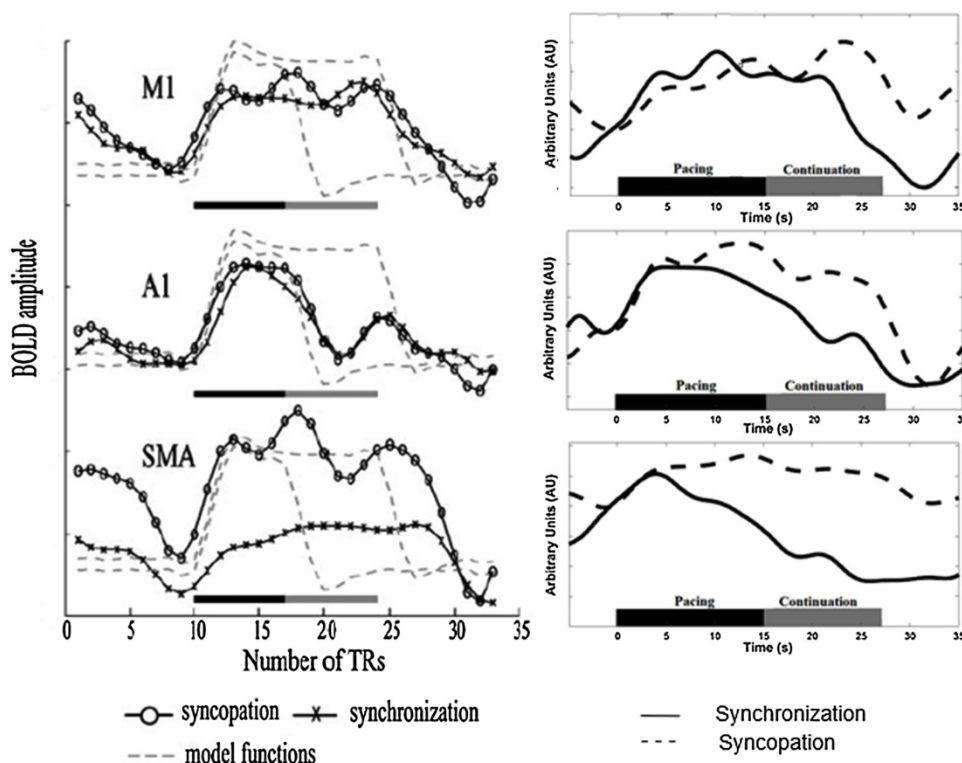 BOLD amplitude
M1
A1
SMA
0 5 10 15 20 25 30 35
Number of TRs
syncopation synchronization
model functions
Arbitrary Units (AU)
Pacing Continuation
0 5 10 15 20 25 30 35
Time (s)
Arbitrary Units (AU)
Pacing Continuation
0 5 10 15 20 25 30 35
Time (s)
Arbitrary Units (AU)
Pacing Continuation
0 5 10 15 20 25 30 35
Time (s)
Synchronization
Syncopation